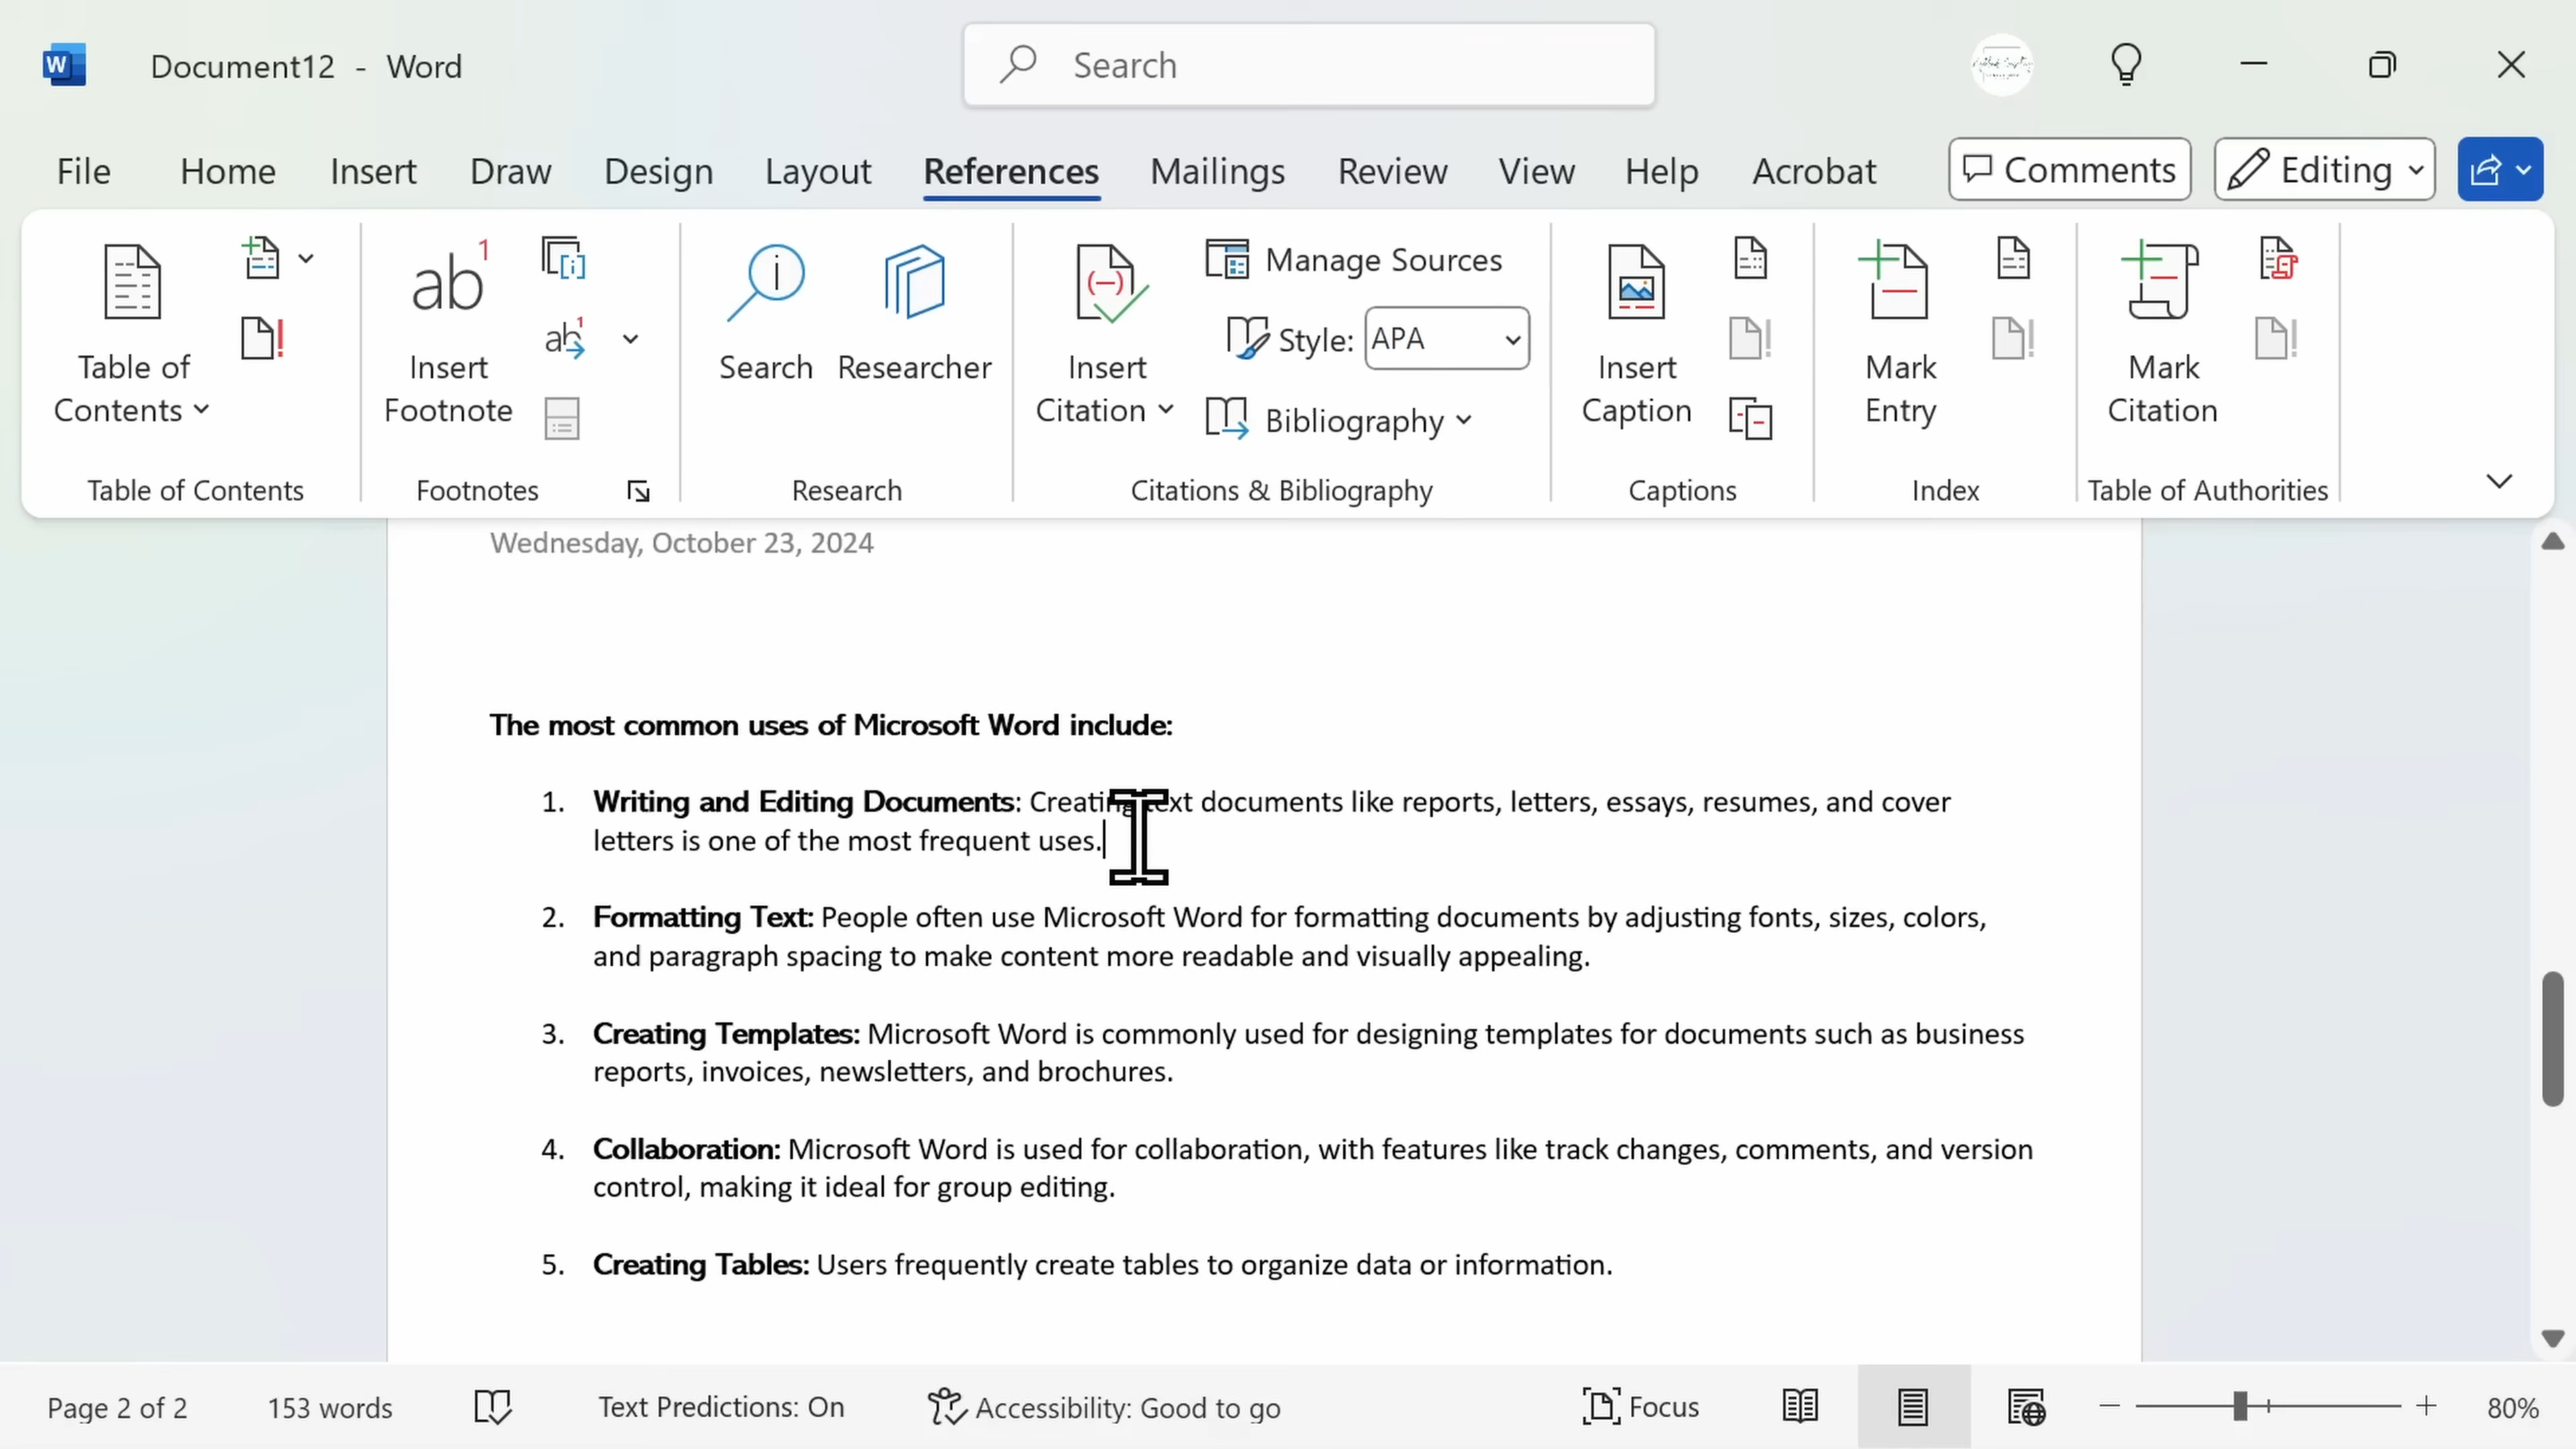 Document12 - Word
Search
File Home Insert Draw Design Layout References Mailings Review View Help Acrobat Comments Editing
Table of Contents
Insert Footnote
Search
Researcher
Insert Citation
Manage Sources
Style: APA
Bibliography
Insert Caption
Mark Entry
Mark Citation
Table of Contents Footnotes Research Citations & Bibliography Captions Index Table of Authorities
Wednesday, October 23, 2024
The most common uses of Microsoft Word include:
1. Writing and Editing Documents: Creating text documents like reports, letters, essays, resumes, and cover
letters is one of the most frequent uses.
2. Formatting Text: People often use Microsoft Word for formatting documents by adjusting fonts, sizes, colors,
and paragraph spacing to make content more readable and visually appealing.
3. Creating Templates: Microsoft Word is commonly used for designing templates for documents such as business
reports, invoices, newsletters, and brochures.
4. Collaboration: Microsoft Word is used for collaboration, with features like track changes, comments, and version
control, making it ideal for group editing.
5. Creating Tables: Users frequently create tables to organize data or information.
Page 2 of 2 153 words Text Predictions: On Accessibility: Good to go Focus 80%